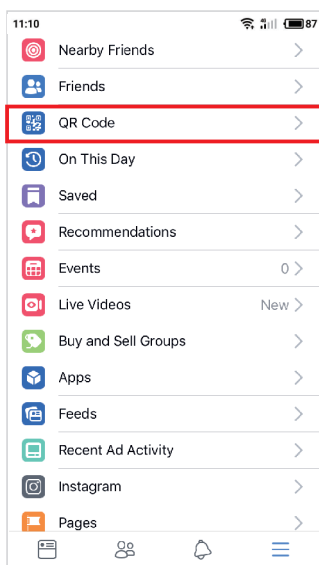 11:10
87
Nearby Friends
Friends
QR Code
On This Day
Saved
Recommendations
Events 0
Live Videos New
Buy and Sell Groups
Apps
Feeds
Recent Ad Activity
Instagram
Pages